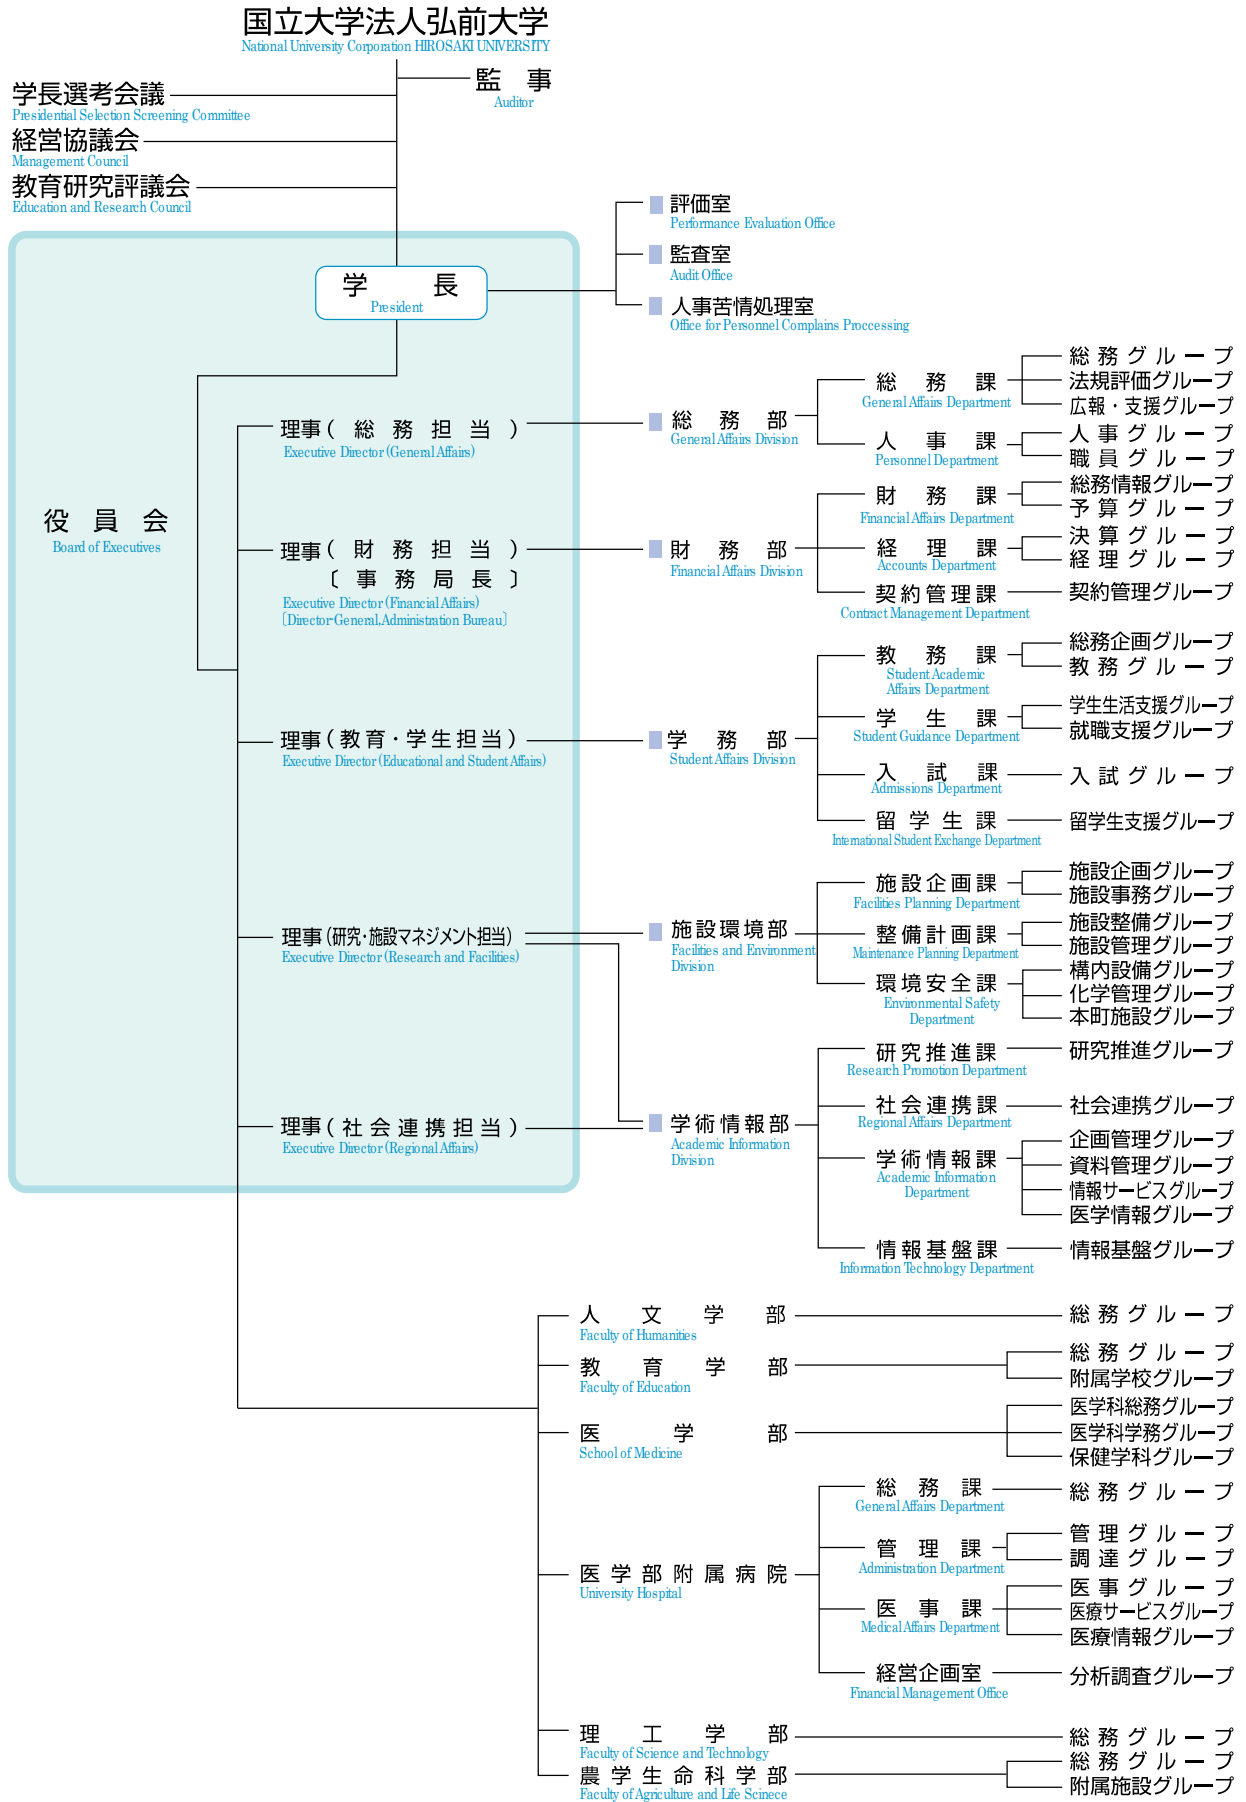 国立大学法人弘前大学
National University Corporation HIROSAKI UNIVERSITY
監 事
Auditor
学長選考会議
Presidential Selection Screening Committee
経営協議会
Management Council
教育研究評議会
Education and Research Council
学 長
President
評価室
Performance Evaluation Office
監査室
Audit Office
人事苦情処理室
Office for Personnel Complains Proccessing
役 員 会
Board of Executives
理事( 総 務 担 当 )
Executive Director (General Affairs)
総 務 部
General Affairs Division
総 務 課
General Affairs Department
総 務 グ ル ー プ
法規評価グループ
広報・支援グループ
人 事 課
Personnel Department
人 事 グ ル ー プ
職 員 グ ル ー プ
理事( 財 務 担 当 )
〔 事 務 局 長 〕
Executive Director (Financial Affairs)
〔Director-General,Administration Bureau〕
財 務 部
Financial Affairs Division
財 務 課
Financial Affairs Department
総務情報グループ
予 算 グ ル ー プ
経 理 課
Accounts Department
決 算 グ ル ー プ
経 理 グ ル ー プ
契約管理課
Contract Management Department
契約管理グループ
理事( 教 育・学 生 担 当 )
Executive Director (Educational and Student Affairs)
学 務 部
Student Affairs Division
教 務 課
Student Academic
Affairs Department
総務企画グループ
教 務 グ ル ー プ
学 生 課
Student Guidance Department
学生生活支援グループ
就職支援グループ
入 試 課
Admissions Department
入 試 グ ル ー プ
留 学 生 課
International Student Exchange Department
留学生支援グループ
理事(研究・施設マネジメント担当)
Executive Director (Research and Facilities)
施設環境部
Facilities and Environment
Division
施設企画課
Facilities Planning Department
施設企画グループ
施設事務グループ
整備計画課
Maintenance Planning Department
施設整備グループ
施設管理グループ
環境安全課
Environmental Safety
Department
構内設備グループ
化学管理グループ
本町施設グループ
理事( 社 会 連 携 担 当 )
Executive Director (Regional Affairs)
学術情報部
Academic Information
Division
研究推進課
Research Promotion Department
研究推進グループ
社会連携課
Regional Affairs Department
社会連携グループ
学術情報課
Academic Information
Department
企画管理グループ
資料管理グループ
情報サービスグループ
医学情報グループ
情報基盤課
Information Technology Department
情報基盤グループ
人 文 学 部
Faculty of Humanities
総 務 グ ル ー プ
教 育 学 部
Faculty of Education
総 務 グ ル ー プ
附属学校グループ
医 学 部
School of Medicine
医学科総務グループ
医学科学務グループ
保健学科グループ
医 学 部 附 属 病 院
University Hospital
総 務 課
General Affairs Department
総 務 グ ル ー プ
管 理 課
Administration Department
管 理 グ ル ー プ
調 達 グ ル ー プ
医 事 課
Medical Affairs Department
医 事 グ ル ー プ
医療サービスグループ
医療情報グループ
経営企画室
Financial Management Office
分析調査グループ
理 工 学 部
Faculty of Science and Technology
総 務 グ ル ー プ
農 学 生 命 科 学 部
Faculty of Agriculture and Life Scinece
総 務 グ ル ー プ
附属施設グループ